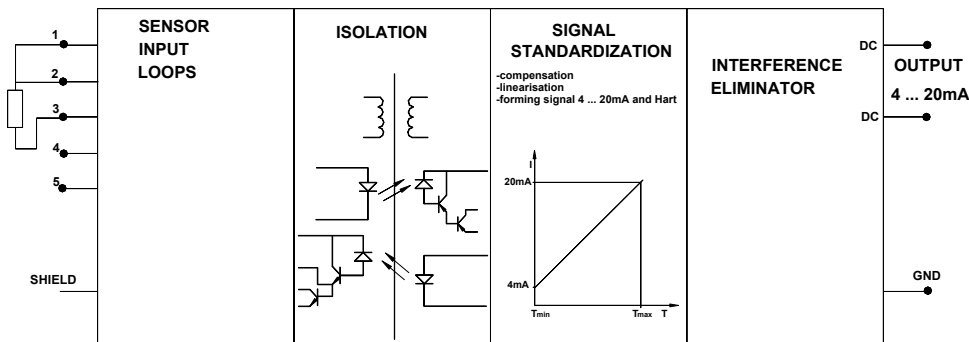 1
2
3
4
5
SHIELD
SENSOR
INPUT
LOOPS
ISOLATION
SIGNAL
STANDARDIZATION
-compensation
-linearisation
-forming signal 4 ... 20mA and Hart
I
20mA
4mA
Tmin
Tmax
T
INTERFERENCE
ELIMINATOR
DC
DC
OUTPUT
4 ... 20mA
GND